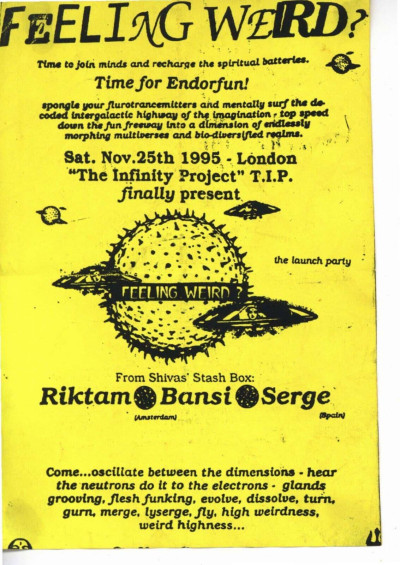 FEELING WEIRD?
Time to join minds and recharge the spiritual batteries.
Time for Endorfun!
spongle your flurotrancemitters and mentally surf the de-
coded intergalactic highway of the imagination - top speed
down the fun freeway into a dimension of endlessly
morphing multiverses and bio-diversified realms.
Sat. Nov.25th 1995 - London
"The Infinity Project" T.I.P.
finally present
FEELING WEIRD?
the launch party
From Shivas' Stash Box:
Riktam Bansi Serge
(Amsterdam) (Spain)
Come...oscillate between the dimensions - hear
the neutrons do it to the electrons - glands
grooving, flesh funking, evolve, dissolve, turn,
gurn, merge, lyserge, fly, high weirdness,
weird highness...